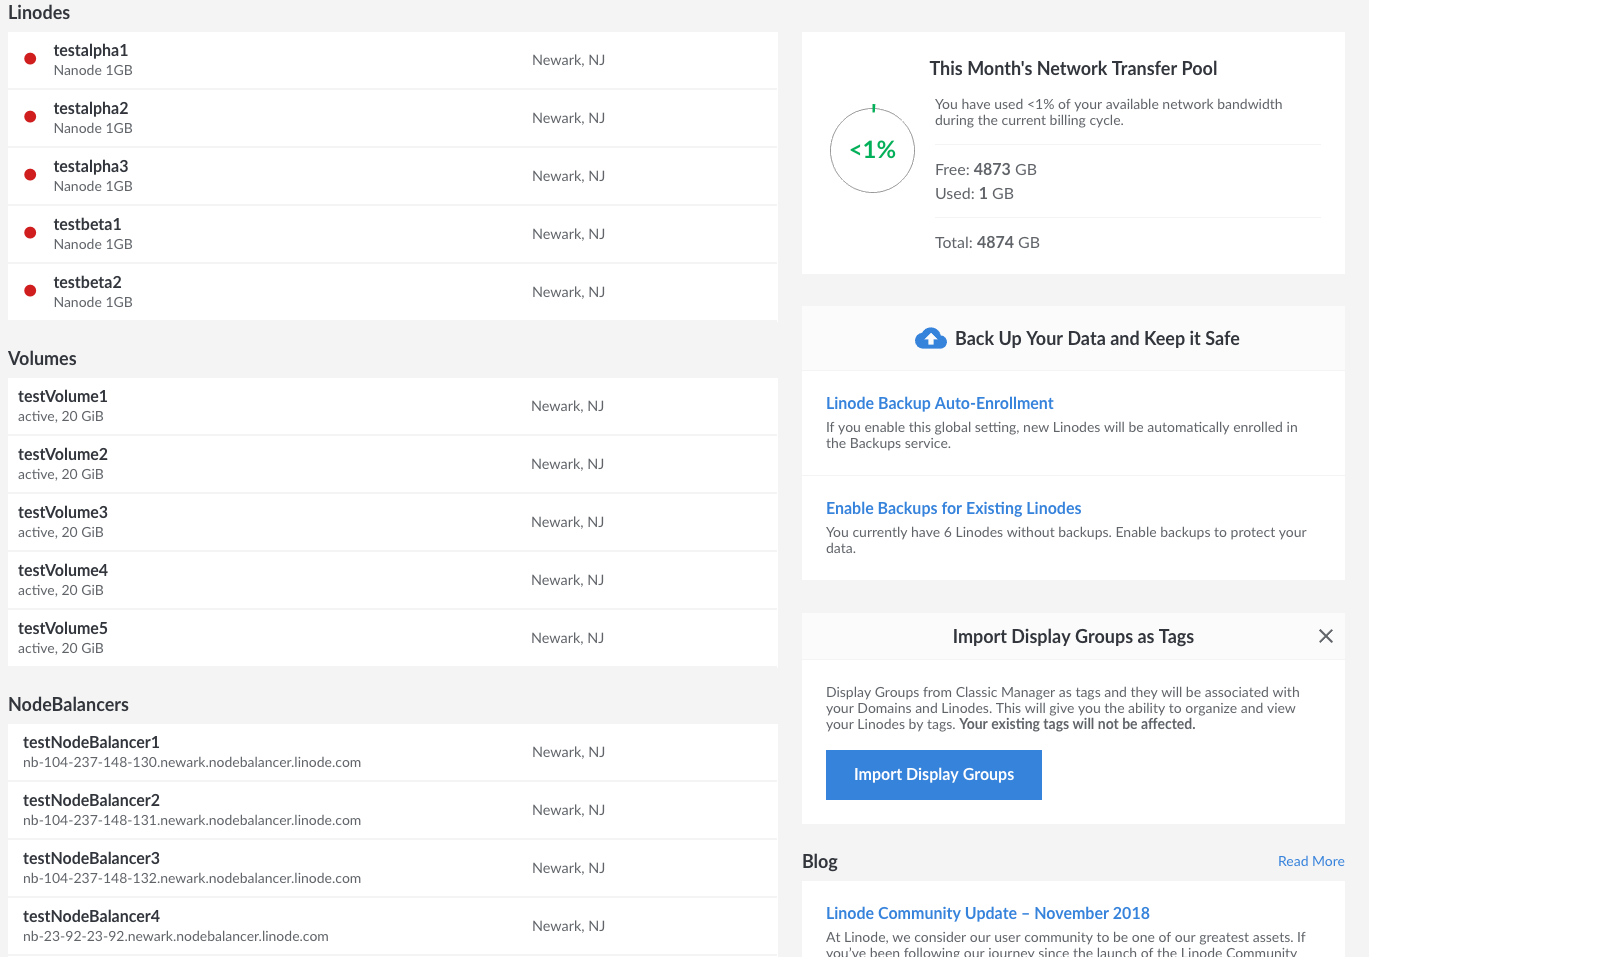 Linodes
testalpha1
Nanode 1GB
Newark, NJ
testalpha2
Nanode 1GB
Newark, NJ
testalpha3
Nanode 1GB
Newark, NJ
testbeta1
Nanode 1GB
Newark, NJ
testbeta2
Nanode 1GB
Newark, NJ
Volumes
testVolume1
active, 20 GiB
Newark, NJ
testVolume2
active, 20 GiB
Newark, NJ
testVolume3
active, 20 GiB
Newark, NJ
testVolume4
active, 20 GiB
Newark, NJ
testVolume5
active, 20 GiB
Newark, NJ
NodeBalancers
testNodeBalancer1
nb-104-237-148-130.newark.nodebalancer.linode.com
Newark, NJ
testNodeBalancer2
nb-104-237-148-131.newark.nodebalancer.linode.com
Newark, NJ
testNodeBalancer3
nb-104-237-148-132.newark.nodebalancer.linode.com
Newark, NJ
testNodeBalancer4
nb-23-92-23-92.newark.nodebalancer.linode.com
Newark, NJ
This Month's Network Transfer Pool
<1%
You have used <1% of your available network bandwidth
during the current billing cycle.
Free: 4873 GB
Used: 1 GB
Total: 4874 GB
Back Up Your Data and Keep it Safe
Linode Backup Auto-Enrollment
If you enable this global setting, new Linodes will be automatically enrolled in
the Backups service.
Enable Backups for Existing Linodes
You currently have 6 Linodes without backups. Enable backups to protect your
data.
Import Display Groups as Tags
Display Groups from Classic Manager as tags and they will be associated with
your Domains and Linodes. This will give you the ability to organize and view
your Linodes by tags. Your existing tags will not be affected.
Import Display Groups
Blog
Read More
Linode Community Update – November 2018
At Linode, we consider our user community to be one of our greatest assets. If
you've been following our journey since the launch of the Linode Community